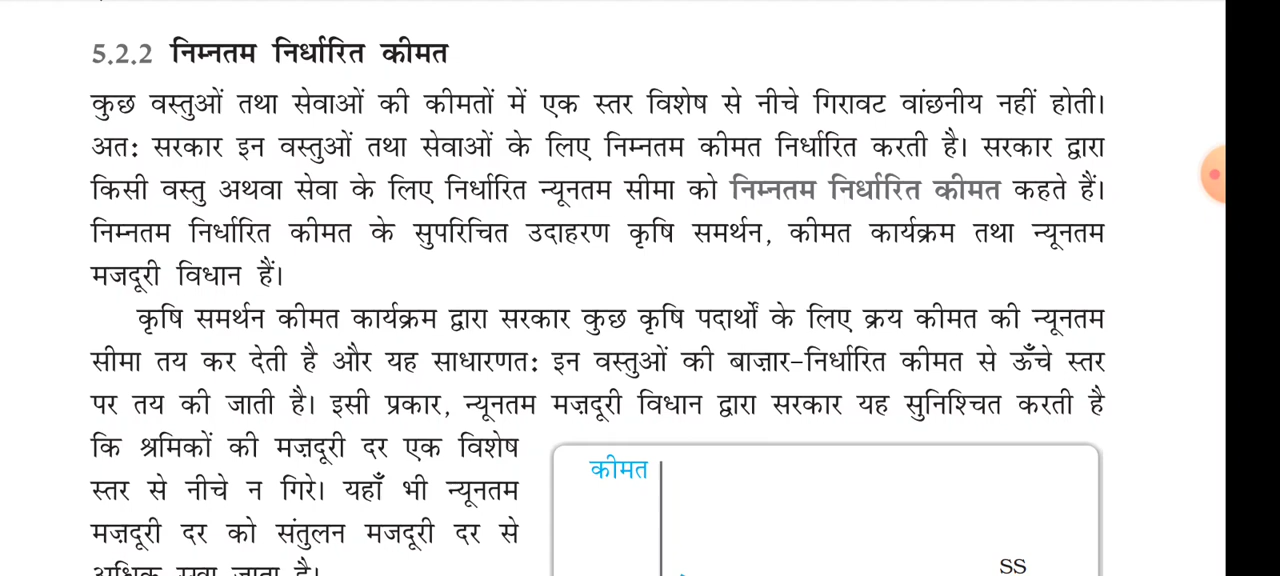 5.2.2 निम्नतम निर्धारित कीमत
कुछ वस्तुओं तथा सेवाओं की कीमतों में एक स्तर विशेष से नीचे गिरावट वांछनीय नहीं होती।
अत: सरकार इन वस्तुओं तथा सेवाओं के लिए निम्नतम कीमत निर्धारित करती है। सरकार द्वारा
किसी वस्तु अथवा सेवा के लिए निर्धारित न्यूनतम सीमा को निम्नतम निर्धारित कीमत कहते हैं।
निम्नतम निर्धारित कीमत के सुपरिचित उदाहरण कृषि समर्थन, कीमत कार्यक्रम तथा न्यूनतम
मजदूरी विधान हैं।
कृषि समर्थन कीमत कार्यक्रम द्वारा सरकार कुछ कृषि पदार्थों के लिए क्रय कीमत की न्यूनतम
सीमा तय कर देती है और यह साधारणत: इन वस्तुओं की बाज़ार-निर्धारित कीमत से ऊँचे स्तर
पर तय की जाती है। इसी प्रकार, न्यूनतम मज़दूरी विधान द्वारा सरकार यह सुनिश्चित करती है
कि श्रमिकों की मज़दूरी दर एक विशेष
स्तर से नीचे न गिरे। यहाँ भी न्यूनतम
मज़दूरी दर को संतुलन मजदूरी दर से
अधिक रखा जाता है।
कीमत
SS